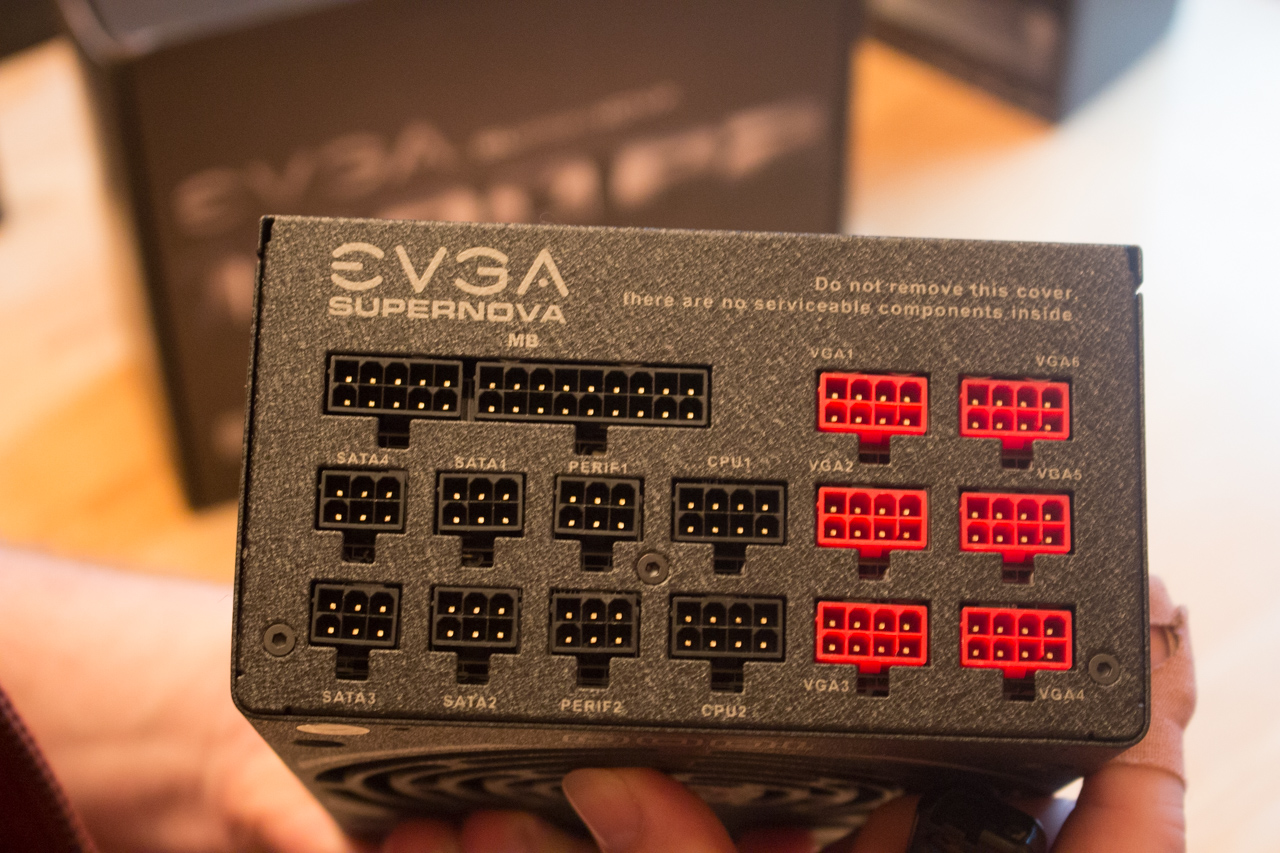 EVGA
EVGA
SUPERNOVA
Do not remove this cover,
There are no serviceable components inside.
MB
VGA1
VGA6
SATA4
SATA1
PERIF1
CPU1
VGA2
VGA5
SATA3
SATA2
PERIF2
CPU2
VGA3
VGA4